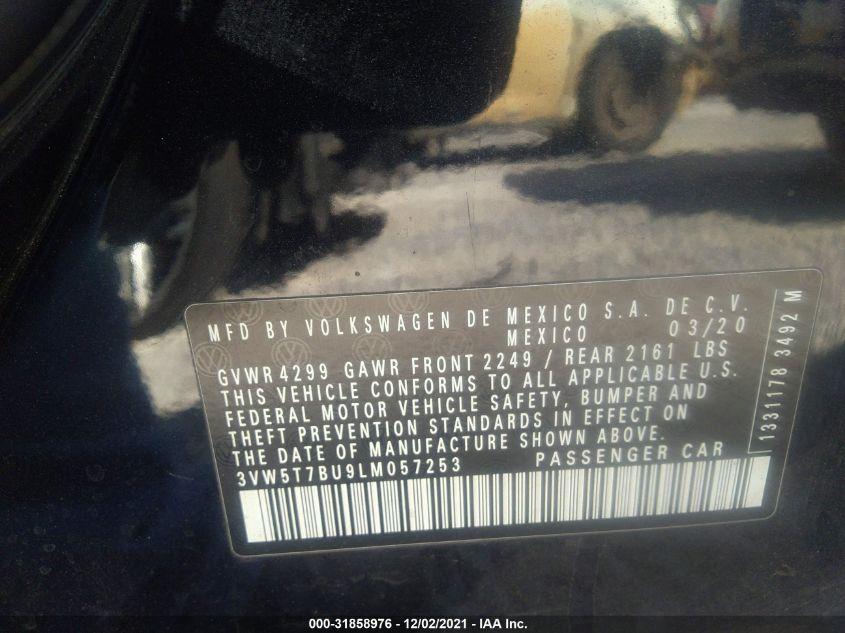 MFD BY VOLKSWAGEN DE MEXICO S.A. DE C.V.
MEXICO 03/20
GVWR 4299 GAWR FRONT 2249 / REAR 2161 LBS
THIS VEHICLE CONFORMS TO ALL APPLICABLE U.S.
FEDERAL MOTOR VEHICLE SAFETY, BUMPER AND
THEFT PREVENTION STANDARDS IN EFFECT ON
THE DATE OF MANUFACTURE SHOWN ABOVE.
3VW5T7BU9LM057253 PASSENGER CAR
1331178 3492 M
000-31858976 - 12/02/2021 - IAA Inc.